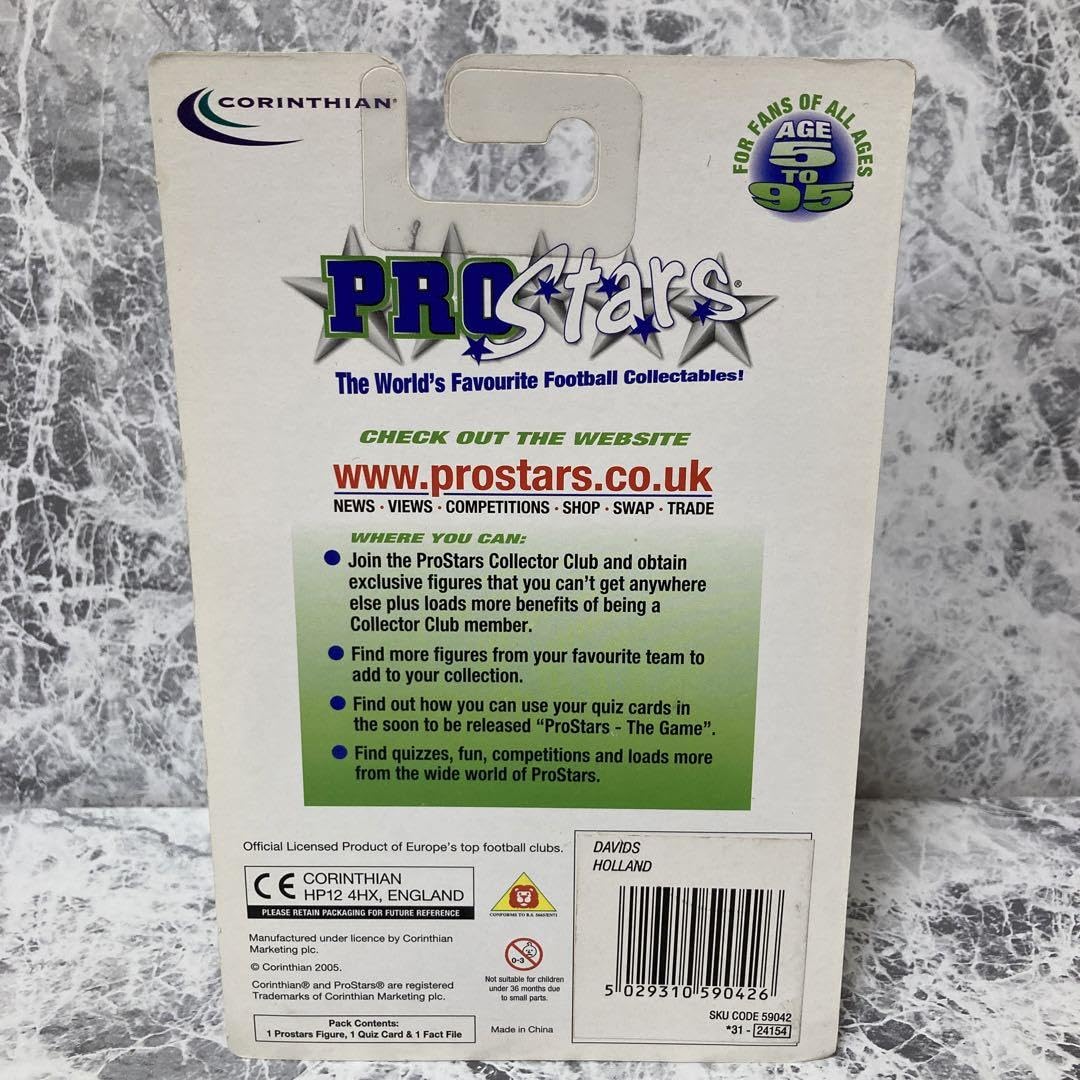 CORINTHIAN®
FOR FANS OF ALL AGES
AGE
5
TO
95
PROStars®
The World's Favourite Football Collectables!
CHECK OUT THE WEBSITE
www.prostars.co.uk
NEWS · VIEWS · COMPETITIONS · SHOP · SWAP · TRADE
WHERE YOU CAN:
● Join the ProStars Collector Club and obtain
exclusive figures that you can't get anywhere
else plus loads more benefits of being a
Collector Club member.
● Find more figures from your favourite team to
add to your collection.
● Find out how you can use your quiz cards in
the soon to be released "ProStars - The Game".
● Find quizzes, fun, competitions and loads more
from the wide world of ProStars.
Official Licensed Product of Europe's top football clubs.
CE CORINTHIAN
HP12 4HX, ENGLAND
PLEASE RETAIN PACKAGING FOR FUTURE REFERENCE
Manufactured under licence by Corinthian
Marketing plc.
© Corinthian 2005.
Corinthian® and ProStars® are registered
Trademarks of Corinthian Marketing plc.
Pack Contents:
1 Prostars Figure, 1 Quiz Card & 1 Fact File
CONFORMS TO B.S. 5665/EN71
0-3
Not suitable for children
under 36 months due
to small parts.
Made in China
DAVIDS
HOLLAND
5 029310 590426
SKU CODE 59042
*31 - 24154